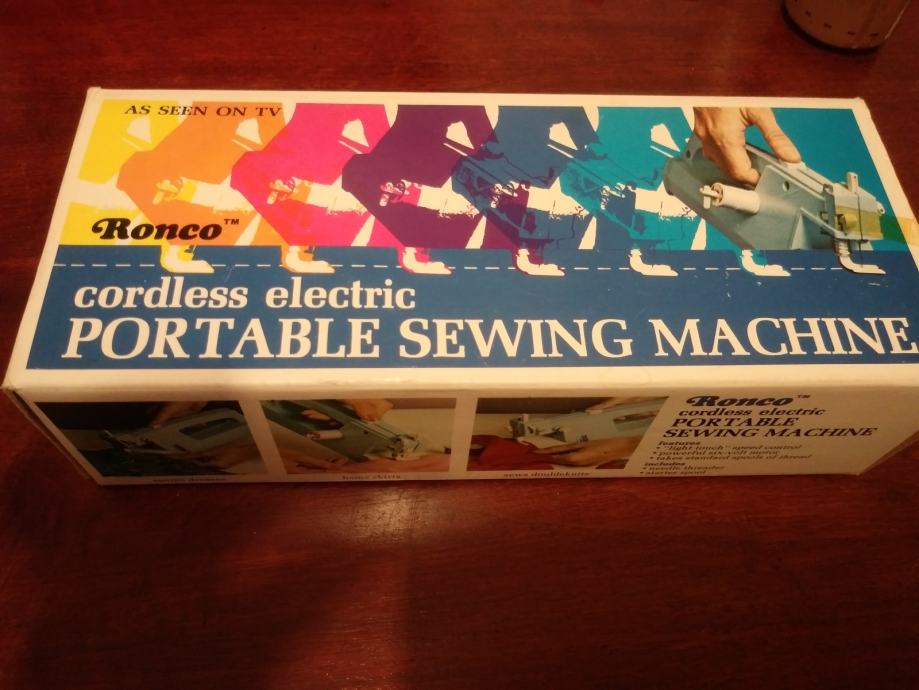 AS SEEN ON TV
Ronco™
cordless electric
PORTABLE SEWING MACHINE
hems skirts
sews doubleknits
Ronco™
cordless electric
PORTABLE
SEWING MACHINE
features
• "light touch" speed control
• powerful six-volt motor
• takes standard spools of thread
includes
• needle threader
• starter spool